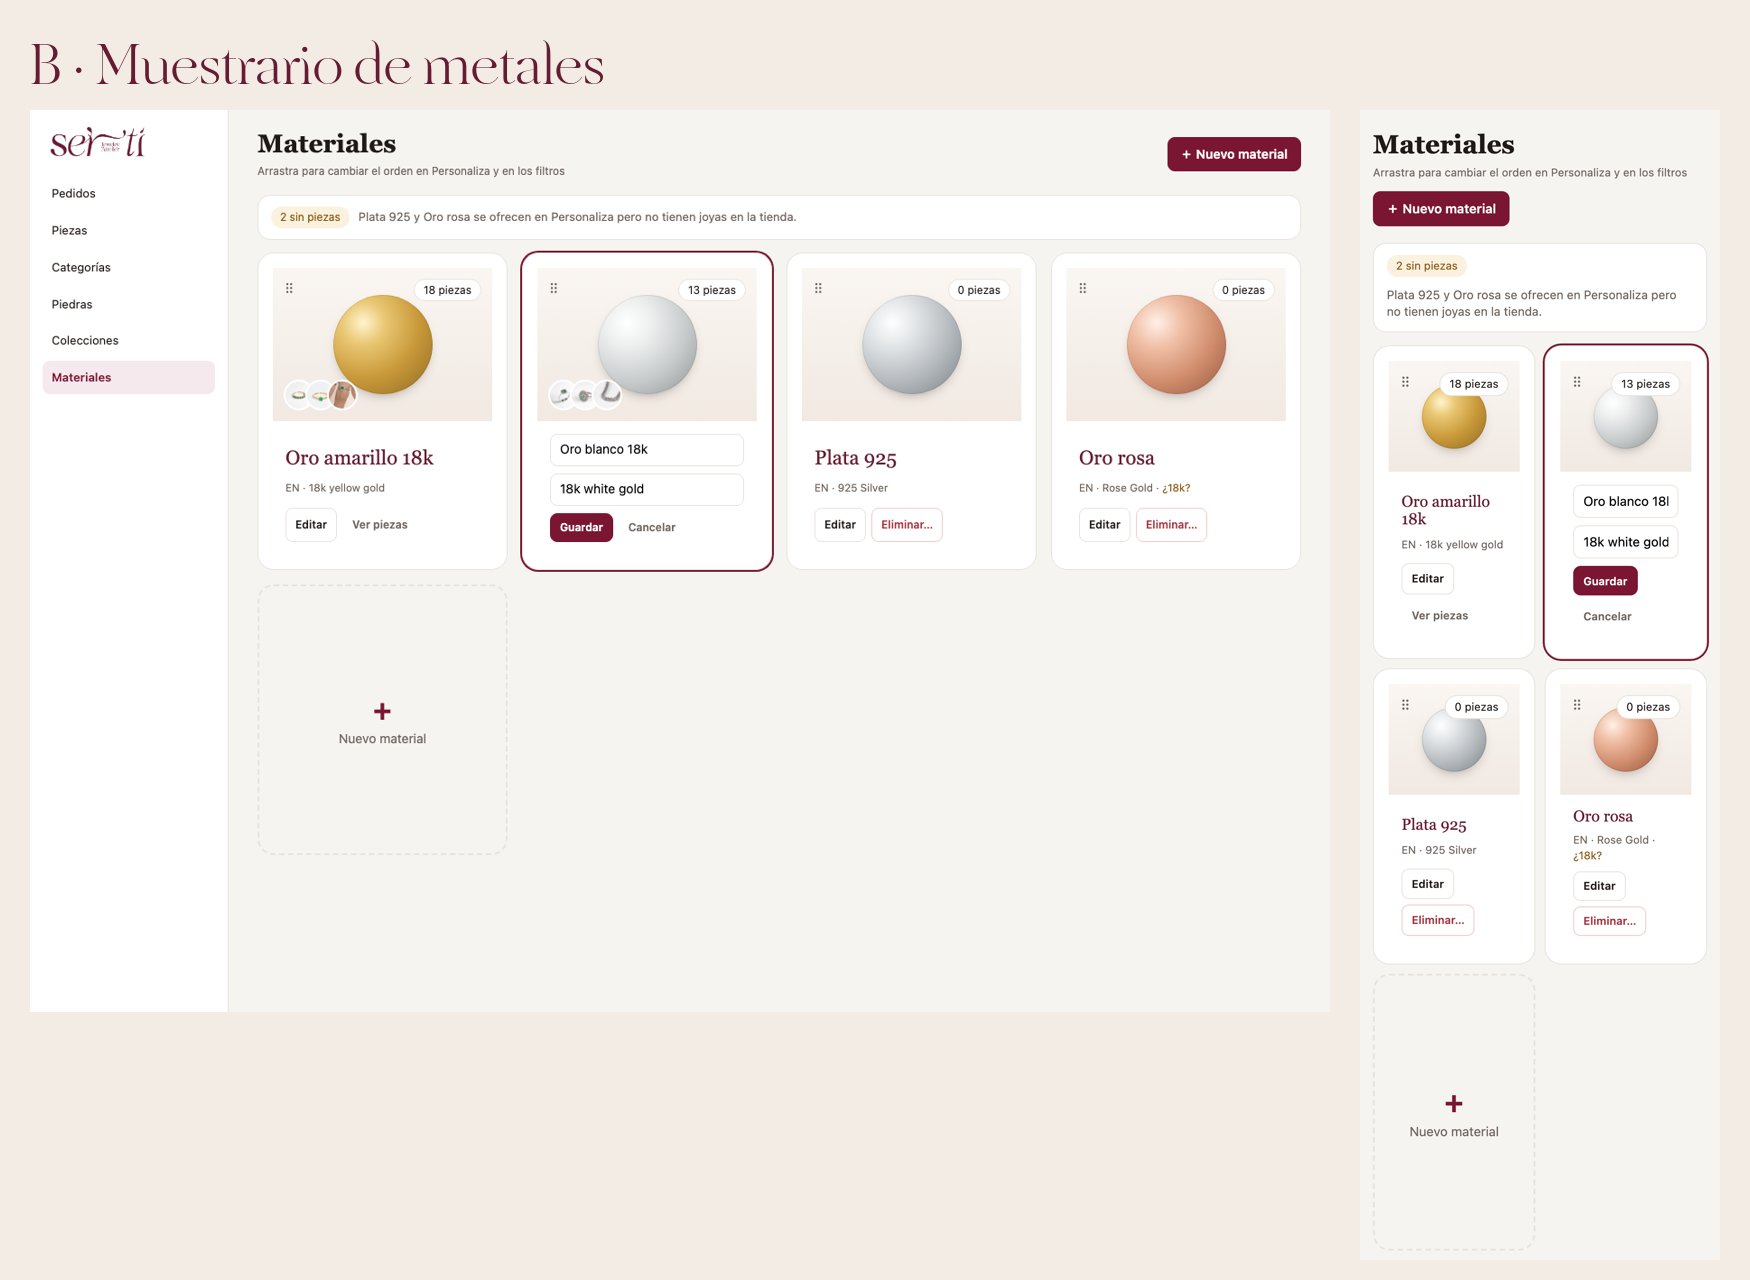 B · Muestrario de metales
ser~'ti
Jewelry
Atelier
Pedidos
Piezas
Categorías
Piedras
Colecciones
Materiales
Materiales
Arrastra para cambiar el orden en Personaliza y en los filtros
+ Nuevo material
2 sin piezas
Plata 925 y Oro rosa se ofrecen en Personaliza pero no tienen joyas en la tienda.
18 piezas
Oro amarillo 18k
EN · 18k yellow gold
Editar
Ver piezas
13 piezas
Oro blanco 18k
18k white gold
Guardar
Cancelar
0 piezas
Plata 925
EN · 925 Silver
Editar
Eliminar...
0 piezas
Oro rosa
EN · Rose Gold · ¿18k?
Editar
Eliminar...
+
Nuevo material
Materiales
Arrastra para cambiar el orden en Personaliza y en los filtros
+ Nuevo material
2 sin piezas
Plata 925 y Oro rosa se ofrecen en Personaliza pero
no tienen joyas en la tienda.
18 piezas
Oro amarillo
18k
EN · 18k yellow gold
Editar
Ver piezas
13 piezas
Oro blanco 18l
18k white gold
Guardar
Cancelar
0 piezas
Plata 925
EN · 925 Silver
Editar
Eliminar...
0 piezas
Oro rosa
EN · Rose Gold ·
¿18k?
Editar
Eliminar...
+
Nuevo material